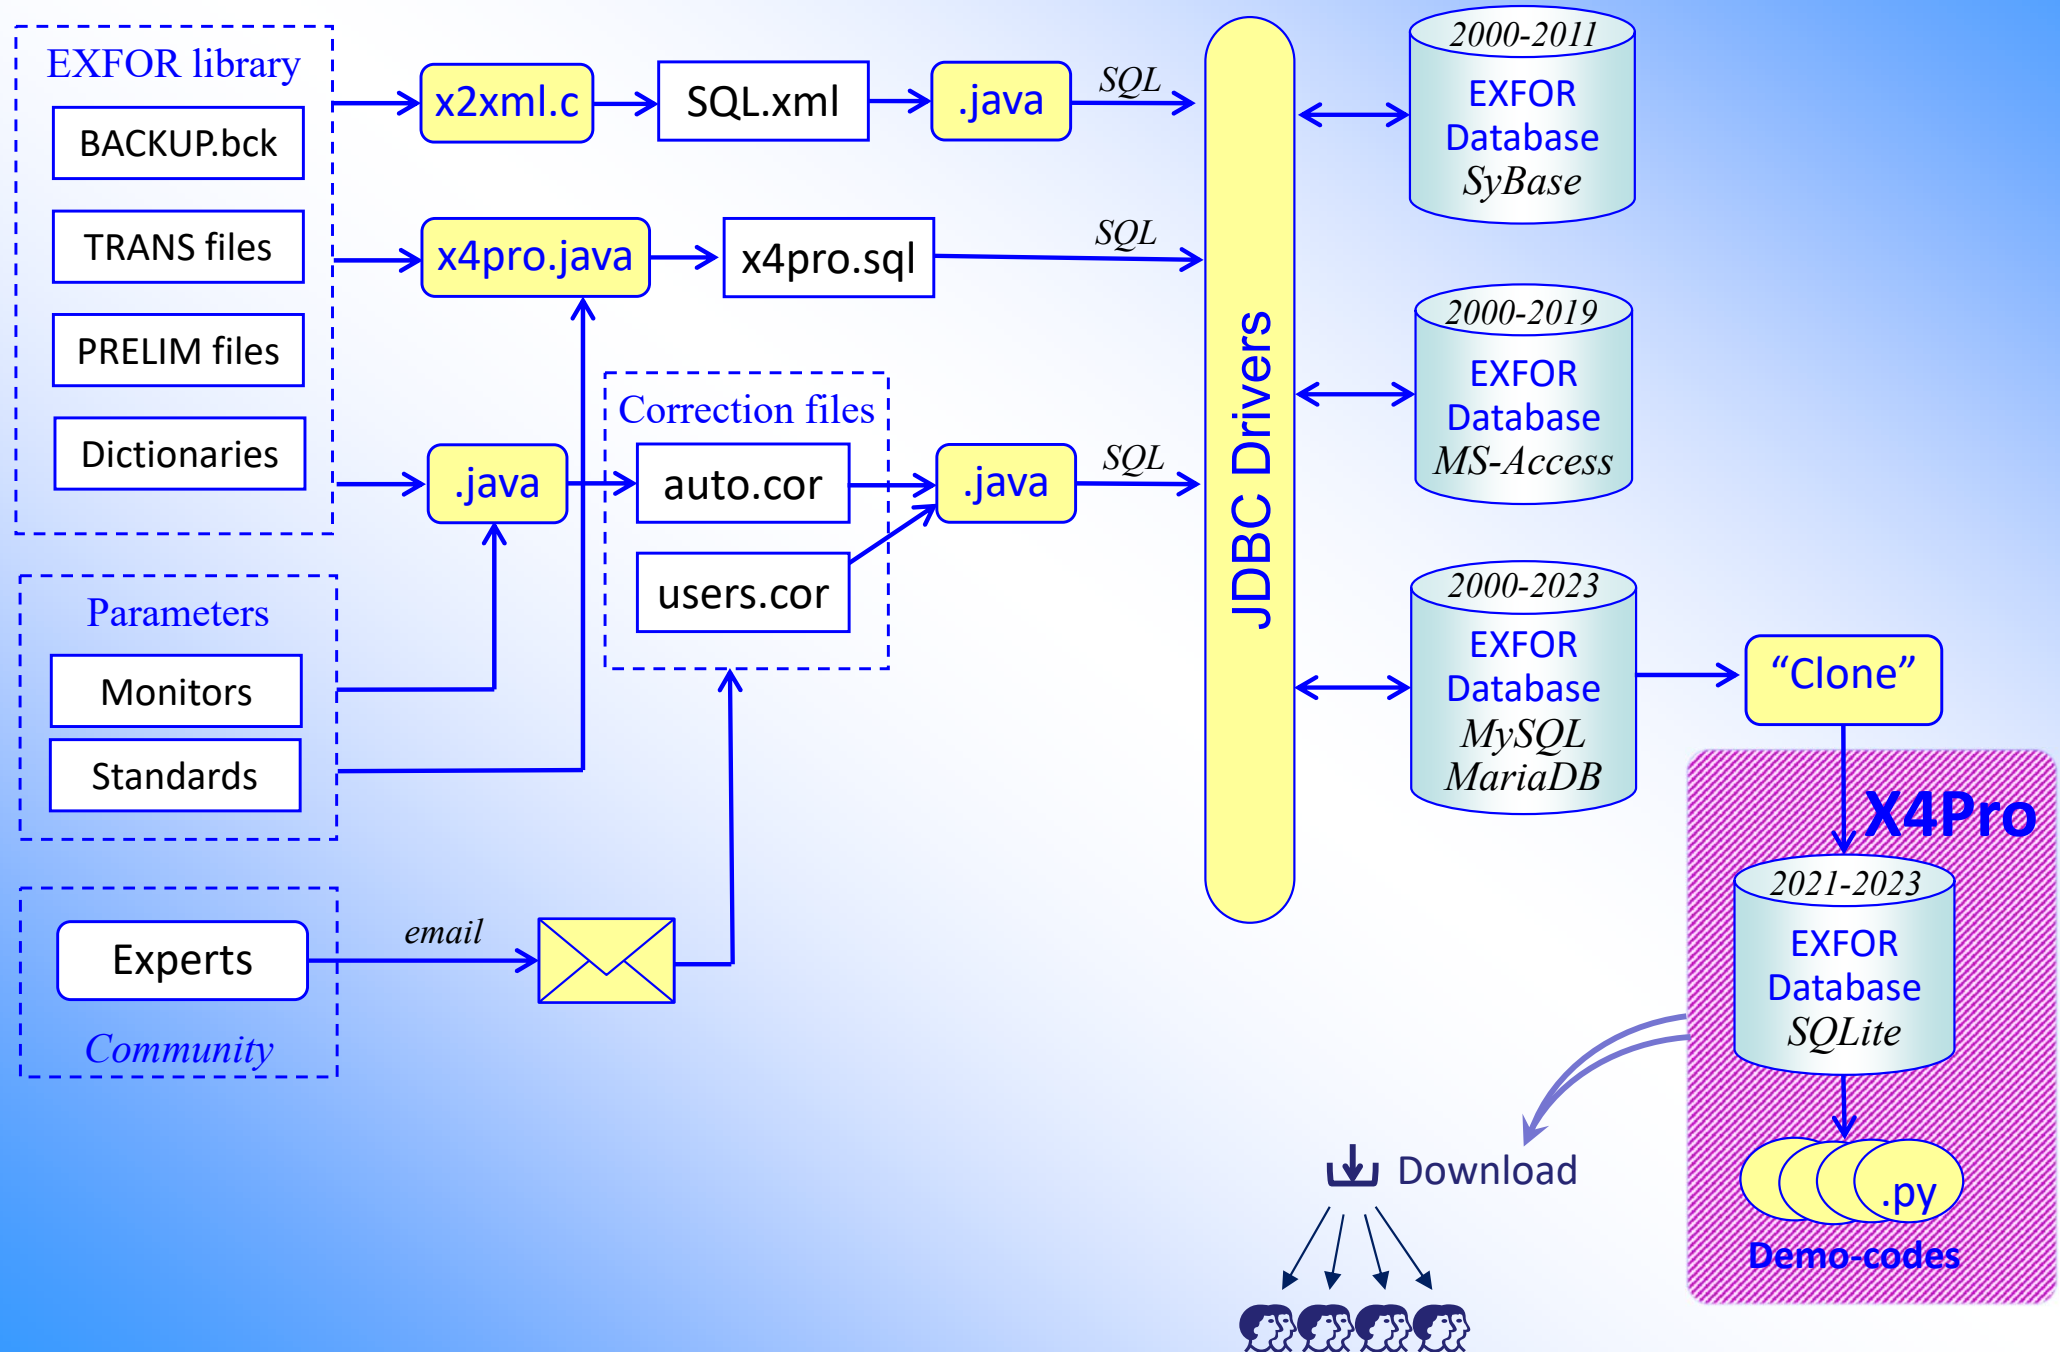 EXFOR library
BACKUP.bck
TRANS files
PRELIM files
Dictionaries
Parameters
Monitors
Standards
Experts
Community
email
x2xml.c
SQL.xml
.java
SQL
x4pro.java
x4pro.sql
SQL
.java
Correction files
auto.cor
users.cor
.java
SQL
JDBC Drivers
2000-2011
EXFOR
Database
SyBase
2000-2019
EXFOR
Database
MS-Access
2000-2023
EXFOR
Database
MySQL
MariaDB
“Clone”
X4Pro
2021-2023
EXFOR
Database
SQLite
.py
Demo-codes
Download